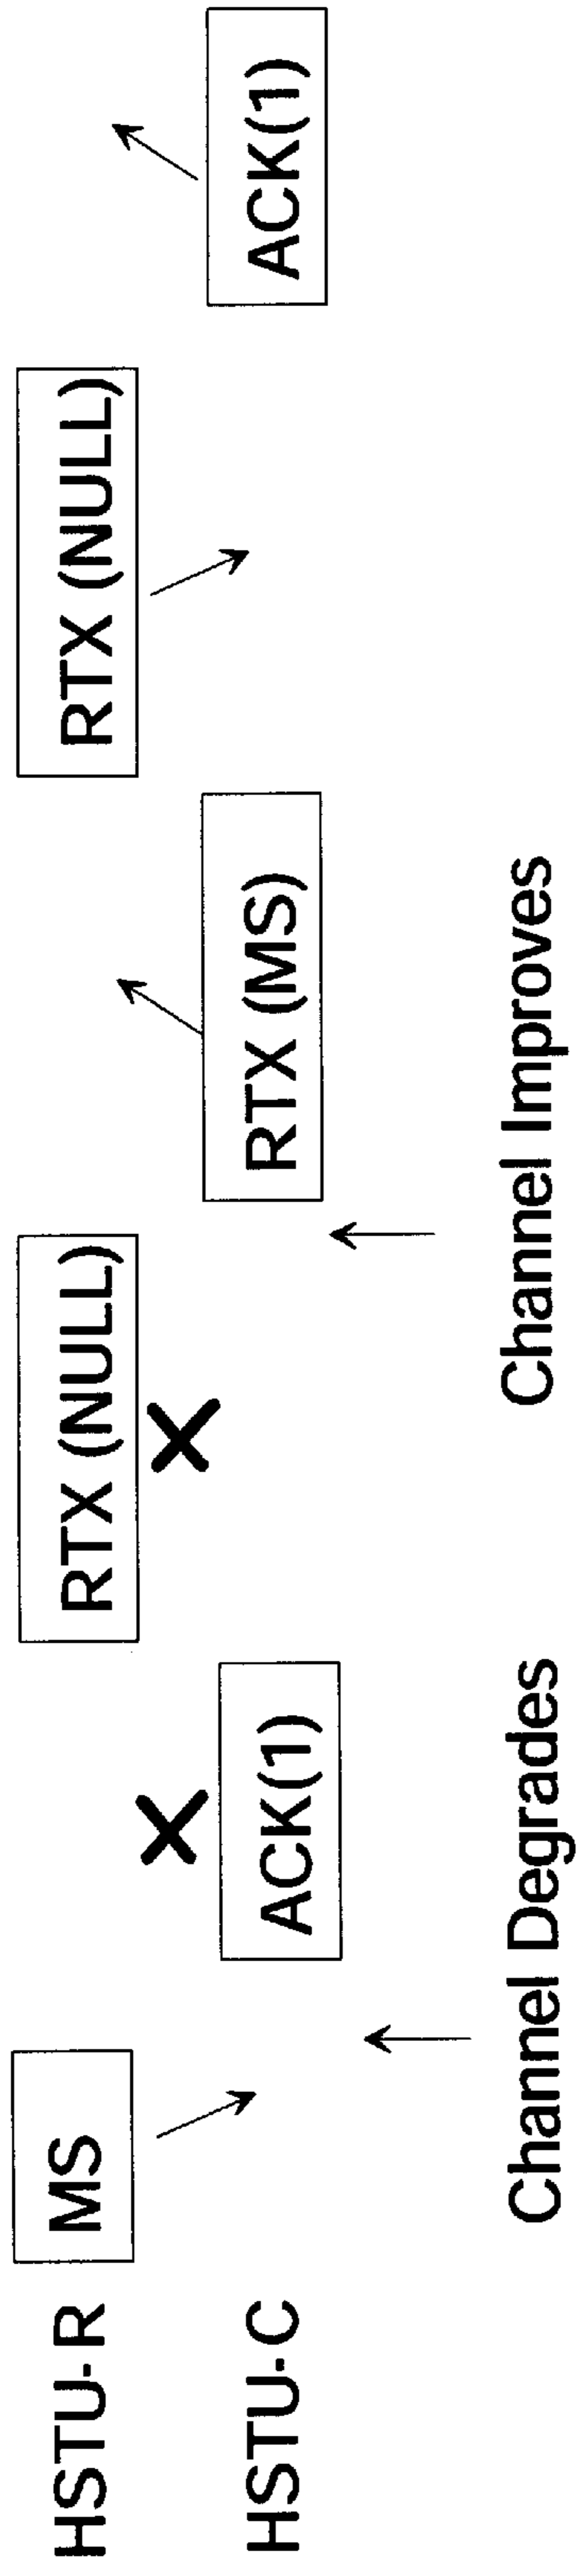 HSTU-R
MS
RTX (NULL)
RTX (NULL)
HSTU-C
ACK(1)
RTX (MS)
ACK(1)
Channel Degrades
Channel Improves